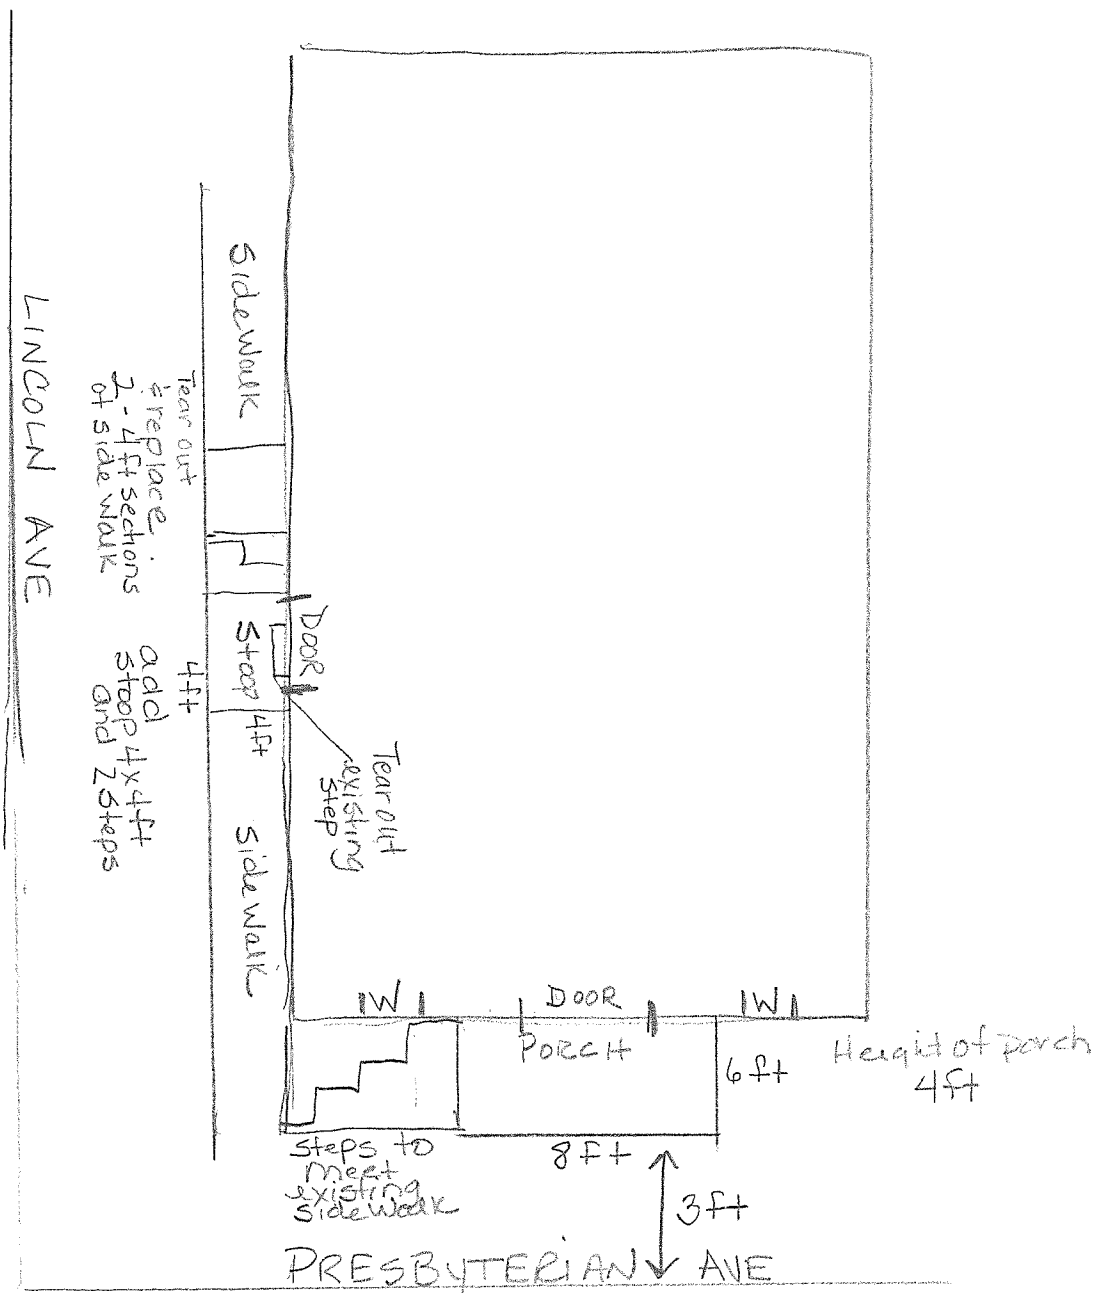 LINCOLN AVE
Sidewalk
Tear out
& replace
2-4ft sections
of sidewalk
DOOR
Stoop
4ft
4ft
add
stoop 4x4ft
and 2 steps
Tear out
existing
step
Sidewalk
W
DOOR
W
PORCH
6ft
Height of porch
4ft
8ft
steps to
meet
existing
sidewalk
3ft
PRESBYTERIAN AVE